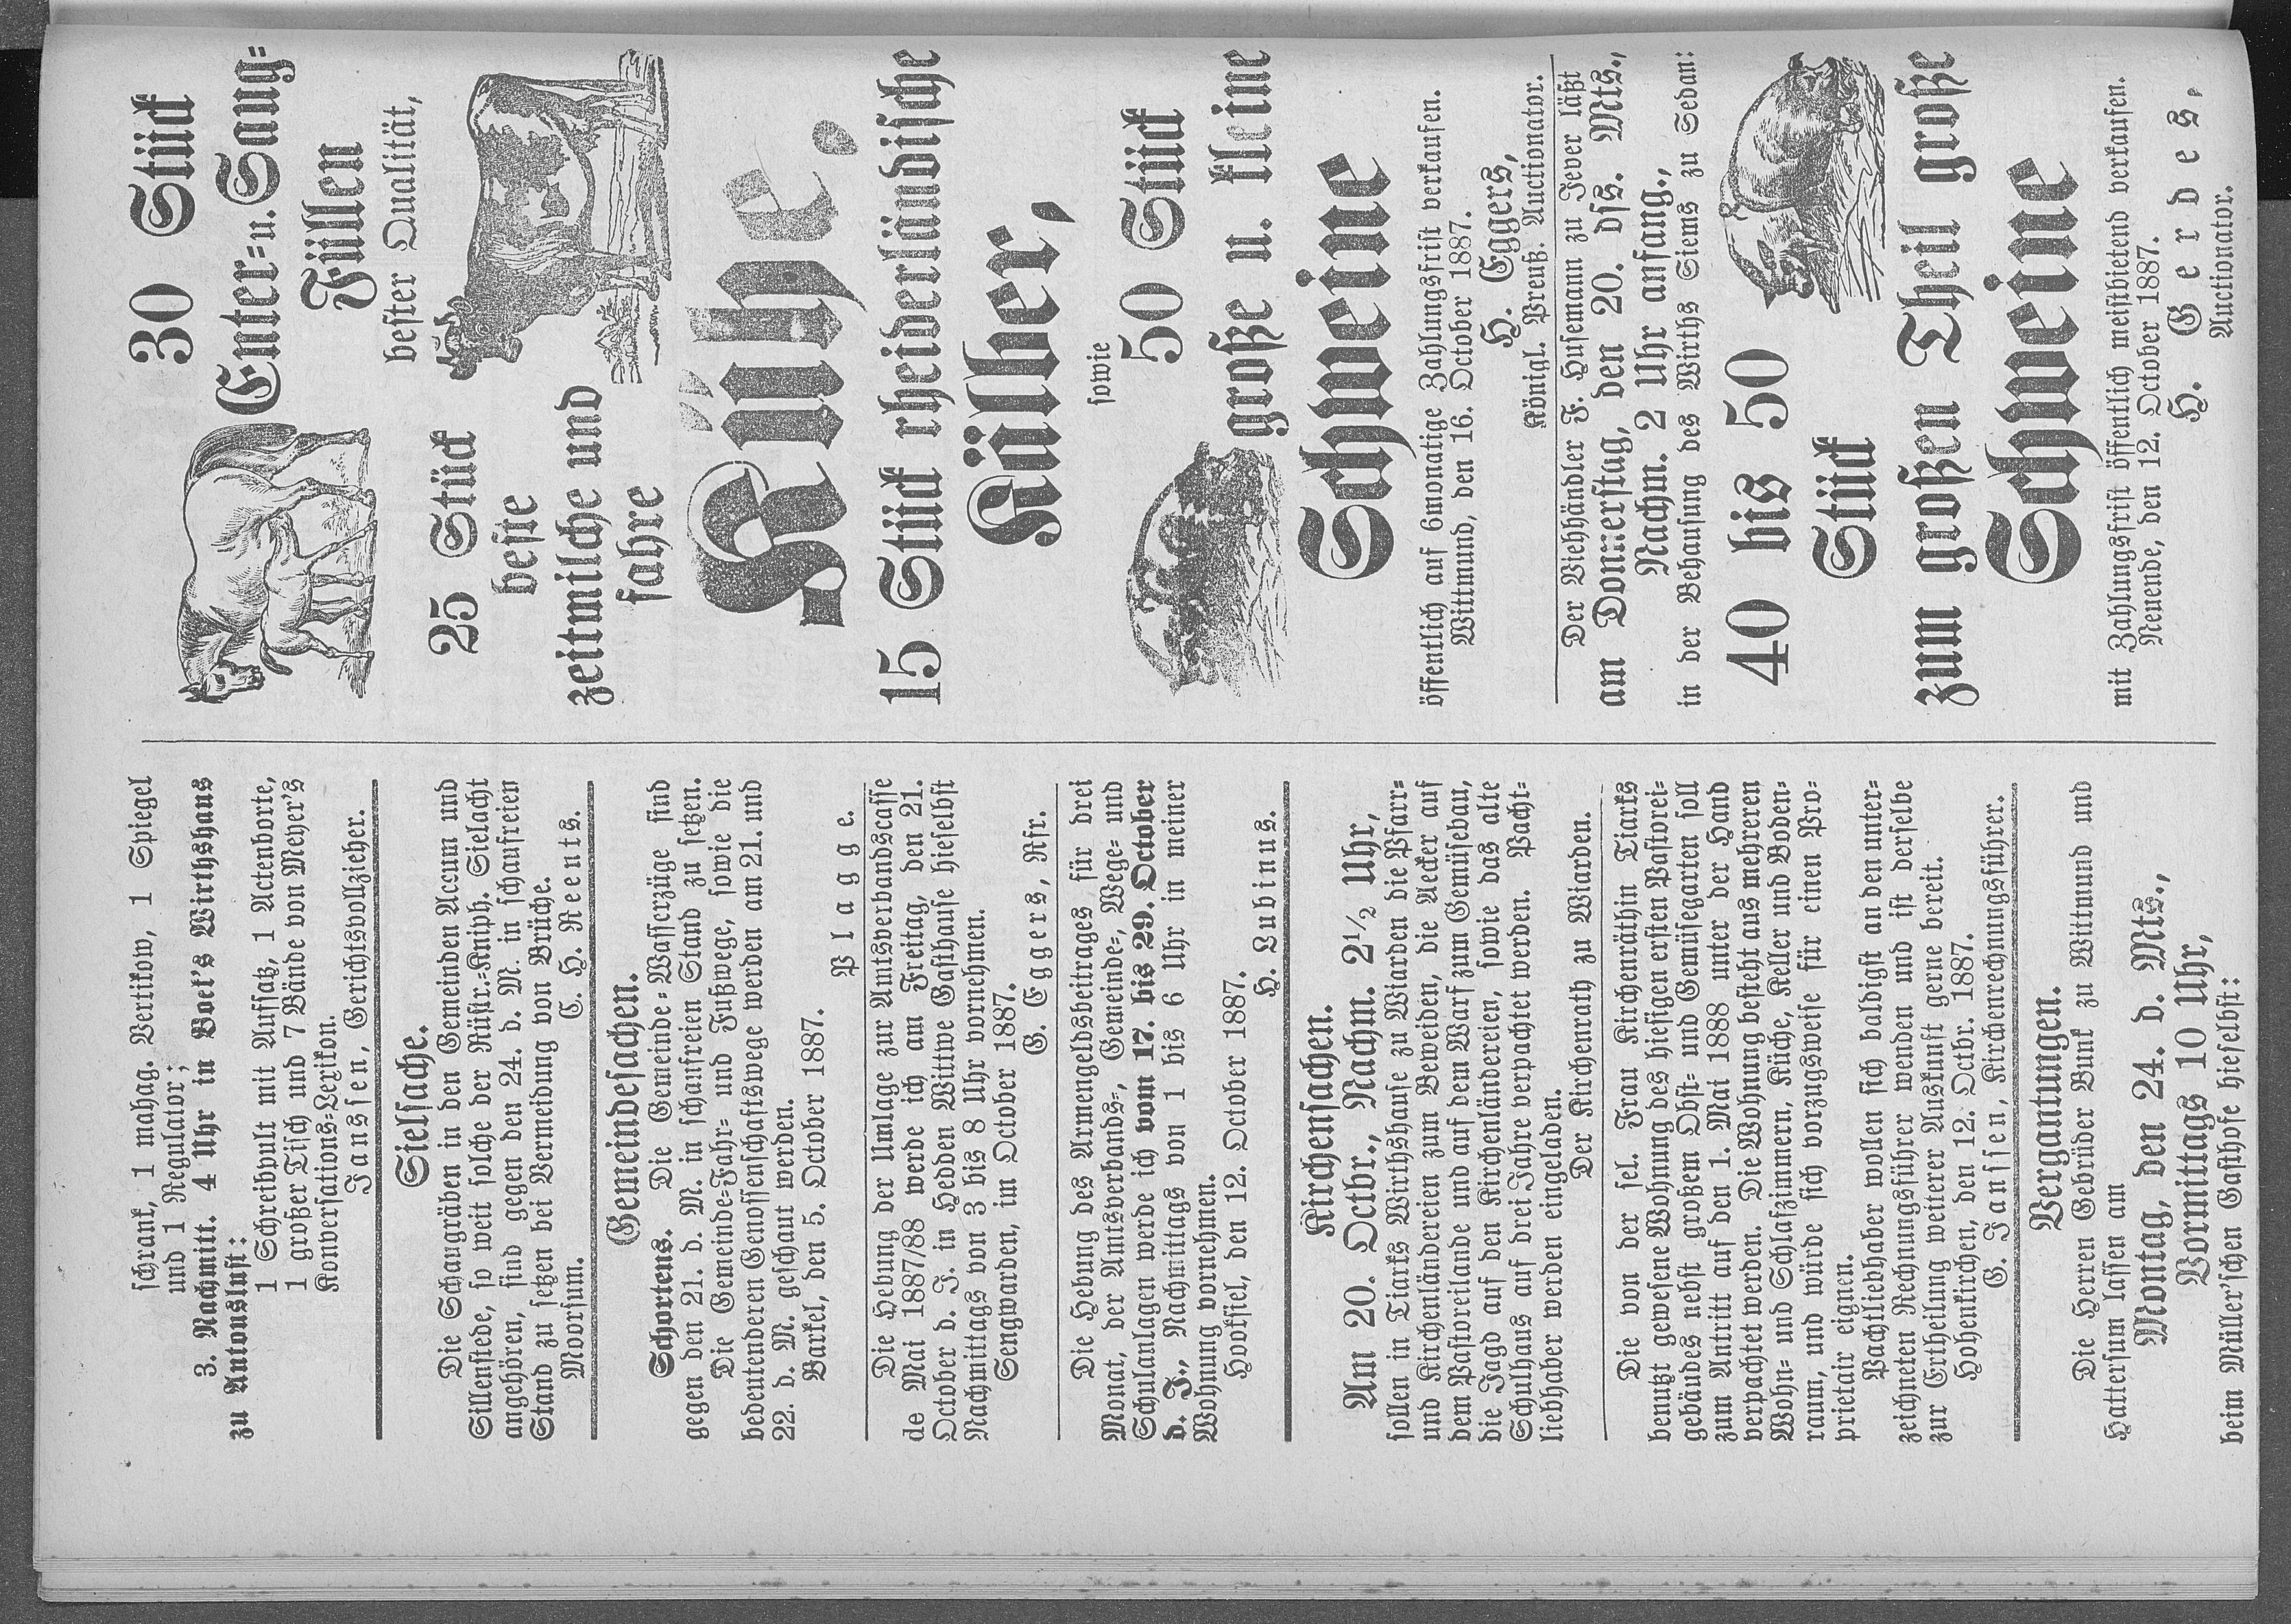 schrank, 1 mahag. Vertikow, 1 Spiegel
und 1 Regulator;
3. Nachmitt. 4 Uhr in Boek's Wirthshaus
zu Antonslust:
1 Schreibpult mit Aufsatz, 1 Actenborte,
1 großer Tisch und 7 Bände von Meyer's
Konversations-Lexikon.
Janssen, Gerichtsvollzieher.
Sielsache.
Die Schaugräben in den Gemeinden Accum und
Sillenstede, so weit solche der Rüstr.-Kniph. Sielacht
angehören, sind gegen den 24. d. M. in schaufreien
Stand zu setzen bei Vermeidung von Brüche.
Moorsum. C. H. Reents.
Gemeindesachen.
Schortens. Die Gemeinde-Wasserzüge sind
gegen den 21. d. M. in schaufreien Stand zu setzen.
Die Gemeinde-Fahr- und Fußwege, sowie die
bedeutenderen Genossenschaftswege werden am 21. und
22. d. M. geschaut werden.
Barkel, den 5. October 1887.
Plagge.
Die Hebung der Umlage zur Amtsverbandscasse
de Mai 1887/88 werde ich am Freitag, den 21.
October d. J. in Hedden Wittwe Gasthause hieselbst
Nachmittags von 3 bis 8 Uhr vornehmen.
Sengwarden, im October 1887.
G. Eggers, Rfr.
Die Hebung des Armengeldsbeitrages für drei
Monat, der Amtsverbands-, Gemeinde-, Wege- und
Schulanlagen werde ich vom 17. bis 29. October
d. J., Nachmittags von 1 bis 6 Uhr in meiner
Wohnung vornehmen.
Hooksiel, den 12. October 1887.
H. Lubinus.
Kirchensachen.
Am 20. Octbr., Nachm. 2½ Uhr,
sollen in Tiarks Wirthshause zu Wiarden die Pfarr-
und Kirchenländereien zum Beweiden, die Aecker auf
dem Pastoreilande und auf dem Warf zum Gemüsebau,
die Jagd auf den Kirchenländereien, sowie das alte
Schulhaus auf drei Jahre verpachtet werden. Pacht-
liebhaber werden eingeladen.
Der Kirchenrath zu Wiarden.
Die von der sel. Frau Kirchenräthin Tiarks
benutzt gewesene Wohnung des hiesigen ersten Pastorei-
gebäudes nebst großem Obst- und Gemüsegarten soll
zum Antritt auf den 1. Mai 1888 unter der Hand
verpachtet werden. Die Wohnung besteht aus mehreren
Wohn- und Schlafzimmern, Küche, Keller und Boden-
raum, und würde sich vorzugsweise für einen Pro-
prietair eignen.
Pachtliebhaber wollen sich baldigst an den unter-
zeichneten Rechnungsführer wenden und ist derselbe
zur Ertheilung weiterer Auskunft gerne bereit.
Hohenkirchen, den 12. Octbr. 1887.
G. Janssen, Kirchenrechnungsführer.
Vergantungen.
Die Herren Gebrüder Bunk zu Wittmund und
Hattersum lassen am
Montag, den 24. d. Mts.,
Vormittags 10 Uhr,
beim Müller'schen Gasthofe hieselbst:
30 Stück
Enter- u. Saug-
Füllen
bester Qualität,
25 Stück
beste
zeitmilche und
fahre
Kühe,
15 Stück rheiderländische
Kälber,
sowie
50 Stück
große u. kleine
Schweine
öffentlich auf 6monatige Zahlungsfrist verkaufen.
Wittmund, den 16. October 1887.
H. Eggers,
Königl. Preuß. Auctionator.
Der Viehhändler F. Husemann zu Jever läßt
am Donnerstag, den 20. dss. Mts.,
Nachm. 2 Uhr anfang.,
in der Behausung des Wirths Siems zu Sedan:
40 bis 50
Stück
zum großen Theil große
Schweine
mit Zahlungsfrist öffentlich meistbietend verkaufen.
Neuende, den 12. October 1887.
H. Gerdes,
Auctionator.